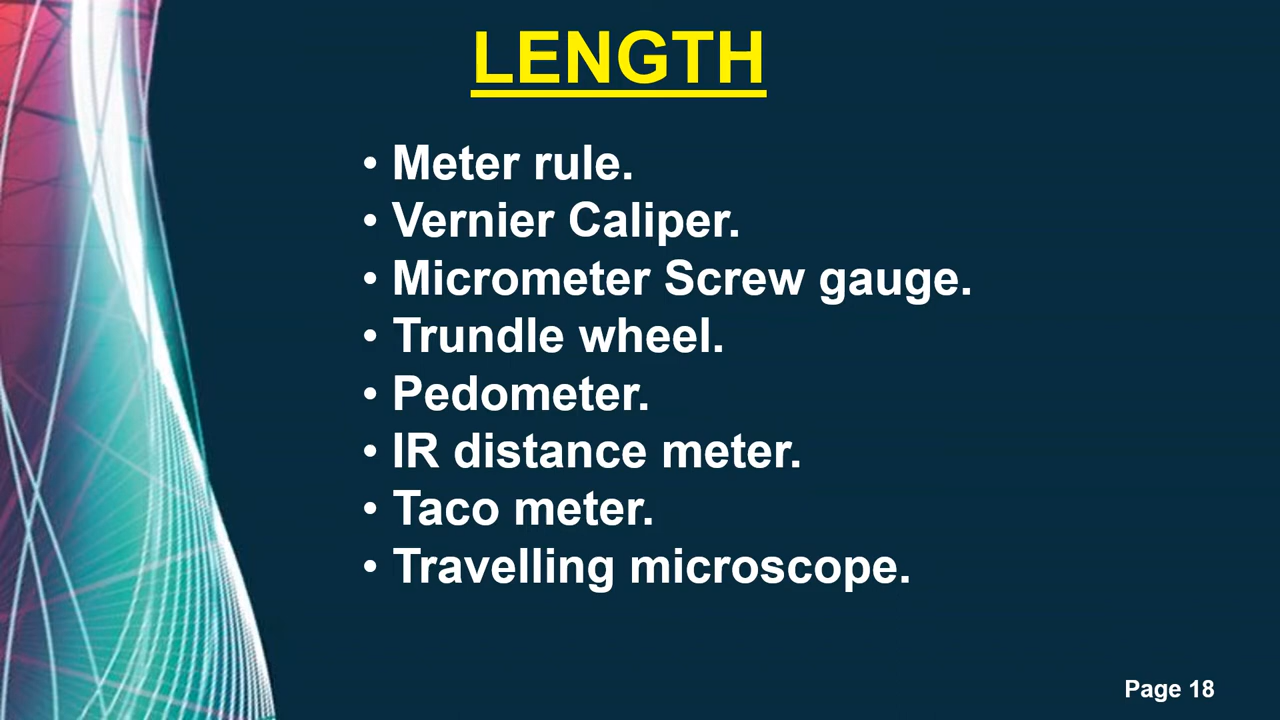 LENGTH
• Meter rule.
• Vernier Caliper.
• Micrometer Screw gauge.
• Trundle wheel.
• Pedometer.
• IR distance meter.
• Taco meter.
• Travelling microscope.
Page 18